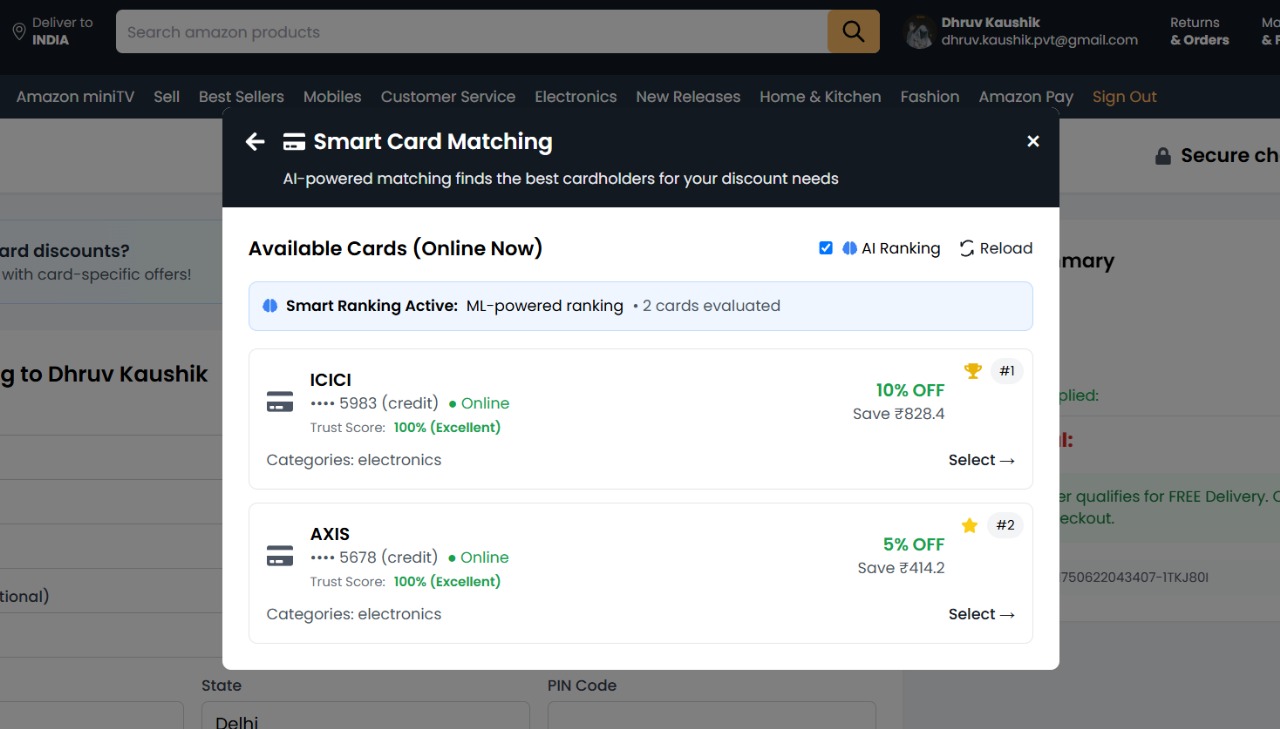 Deliver to
INDIA
Search amazon products
Dhruv Kaushik
dhruv.kaushik.pvt@gmail.com
Returns
& Orders
Amazon miniTV Sell Best Sellers Mobiles Customer Service Electronics New Releases Home & Kitchen Fashion Amazon Pay Sign Out
Smart Card Matching
AI-powered matching finds the best cardholders for your discount needs
Secure ch
ard discounts?
with card-specific offers!
Available Cards (Online Now)
AI Ranking
Reload
mmary
Smart Ranking Active: ML-powered ranking • 2 cards evaluated
g to Dhruv Kaushik
ICICI
•••• 5983 (credit) ● Online
Trust Score: 100% (Excellent)
Categories: electronics
#1
10% OFF
Save ₹828.4
Select →
plied:
l:
AXIS
•••• 5678 (credit) ● Online
Trust Score: 100% (Excellent)
Categories: electronics
#2
5% OFF
Save ₹414.2
Select →
er qualifies for FREE Delivery.
eckout.
750622043407-1TKJ80I
tional)
State
PIN Code
Delhi